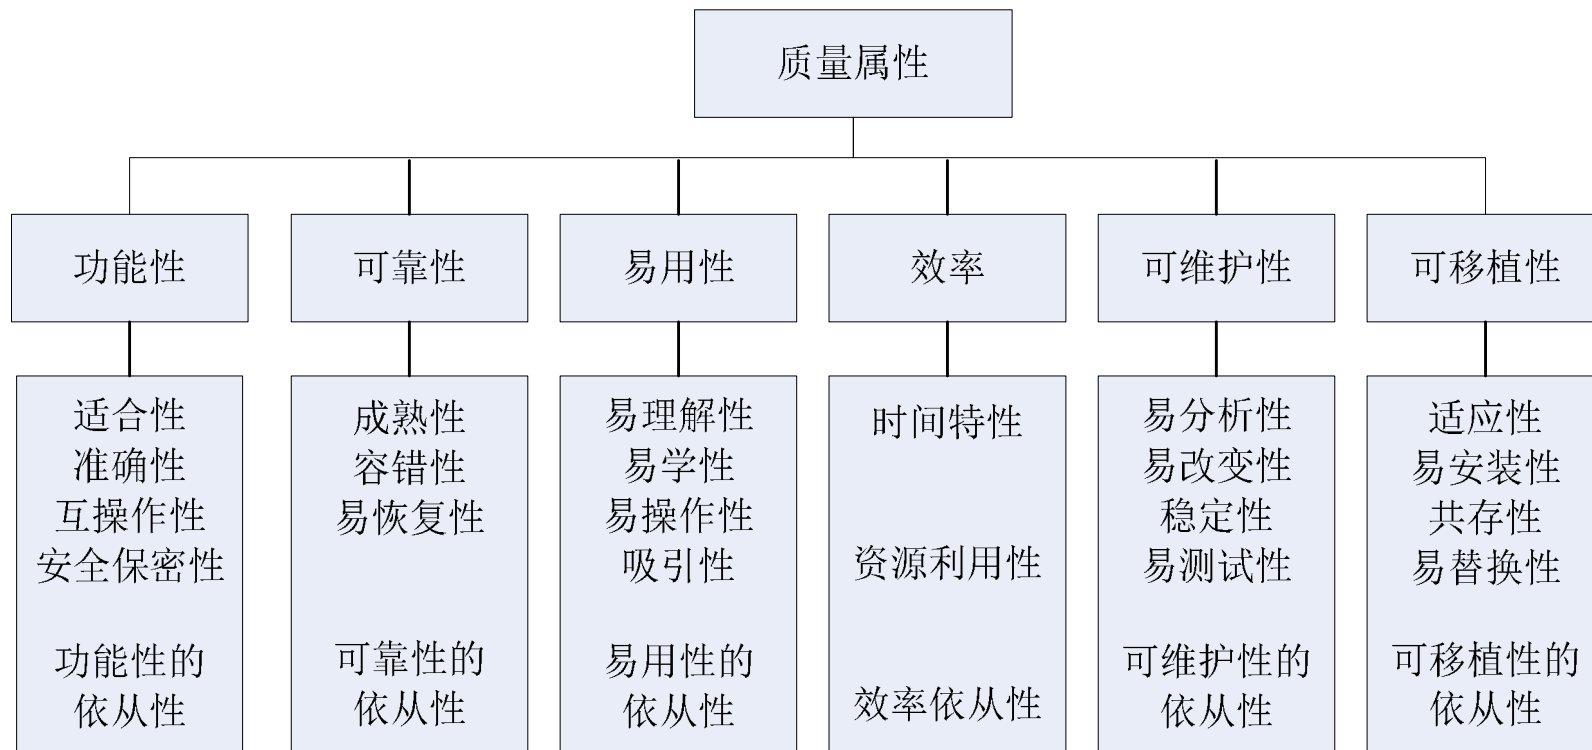 质量属性
功能性
可靠性
易用性
效率
可维护性
可移植性
适合性
准确性
互操作性
安全保密性
功能性的
依从性
成熟性
容错性
易恢复性
可靠性的
依从性
易理解性
易学性
易操作性
吸引性
易用性的
依从性
时间特性
资源利用性
效率依从性
易分析性
易改变性
稳定性
易测试性
可维护性的
依从性
适应性
易安装性
共存性
易替换性
可移植性的
依从性